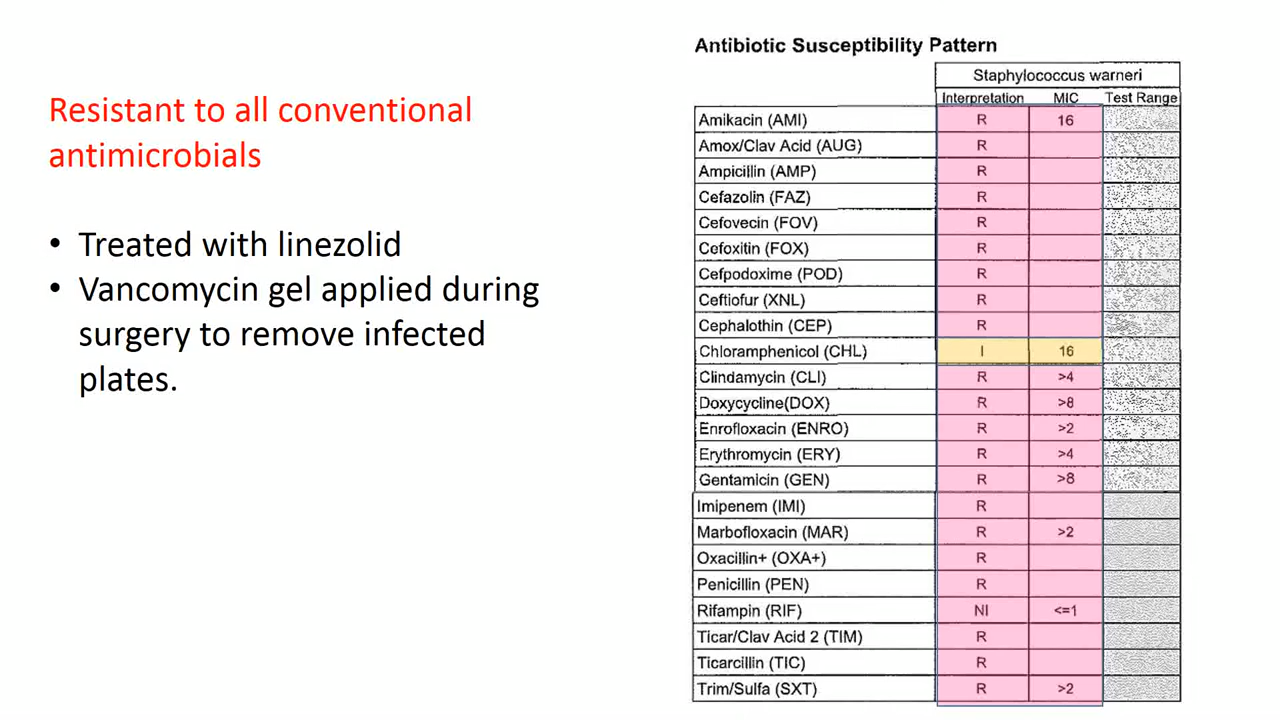 Resistant to all conventional
antimicrobials
• Treated with linezolid
• Vancomycin gel applied during
surgery to remove infected
plates.
Antibiotic Susceptibility Pattern
Staphylococcus warneri
Interpretation MIC Test Range
Amikacin (AMI) R 16
Amox/Clav Acid (AUG) R
Ampicillin (AMP) R
Cefazolin (FAZ) R
Cefovecin (FOV) R
Cefoxitin (FOX) R
Cefpodoxime (POD) R
Ceftiofur (XNL) R
Cephalothin (CEP) R
Chloramphenicol (CHL) I 16
Clindamycin (CLI) R >4
Doxycycline(DOX) R >8
Enrofloxacin (ENRO) R >2
Erythromycin (ERY) R >4
Gentamicin (GEN) R >8
Imipenem (IMI) R
Marbofloxacin (MAR) R >2
Oxacillin+ (OXA+) R
Penicillin (PEN) R
Rifampin (RIF) NI <=1
Ticar/Clav Acid 2 (TIM) R
Ticarcillin (TIC) R
Trim/Sulfa (SXT) R >2